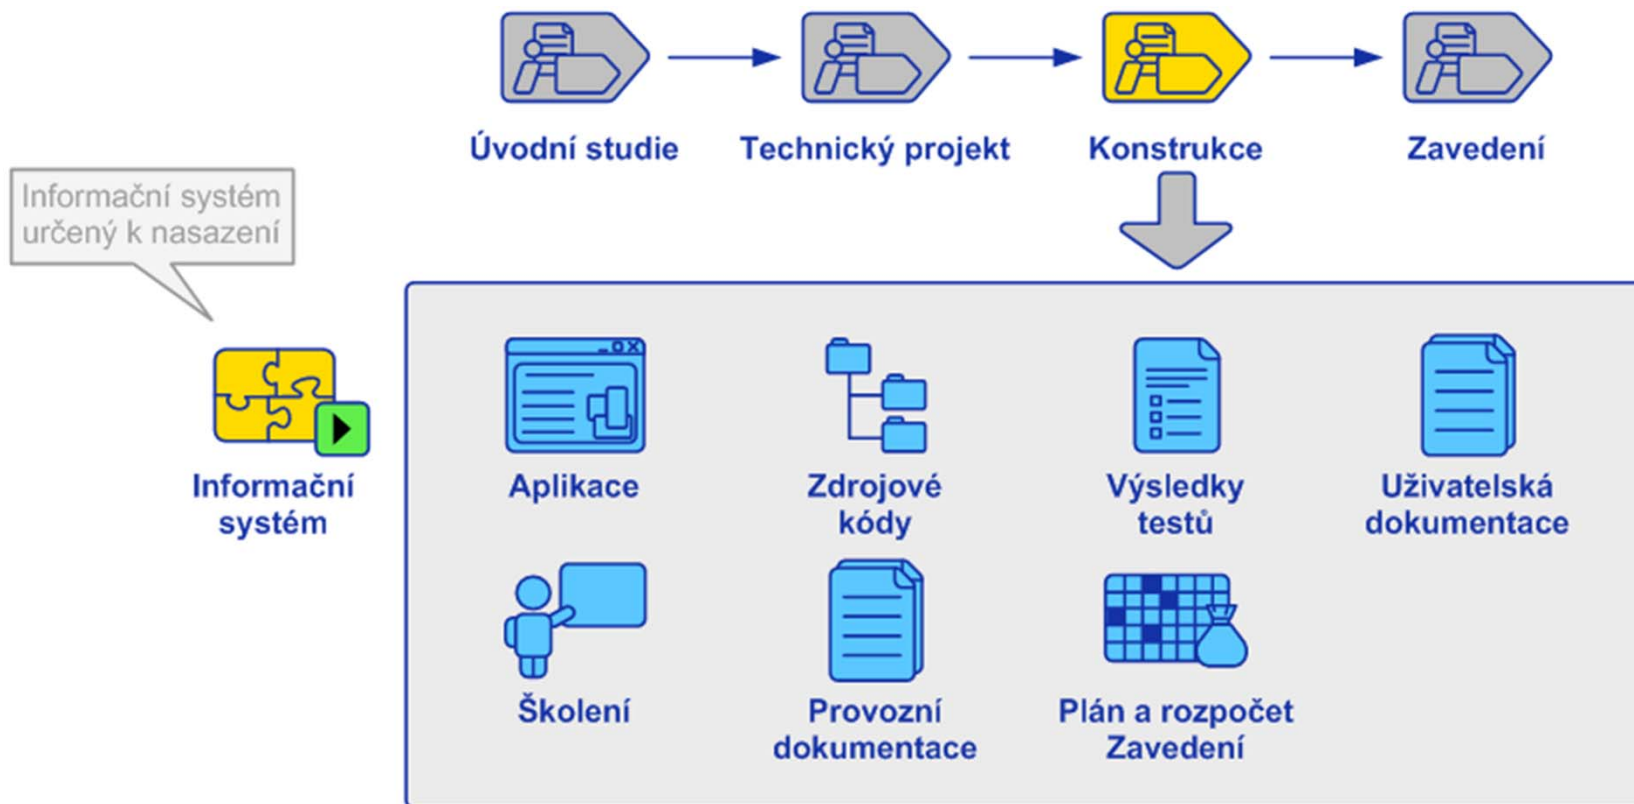 Úvodní studie
Technický projekt
Konstrukce
Zavedení
Informační systém
určený k nasazení
Informační
systém
Aplikace
Zdrojové
kódy
Výsledky
testů
Uživatelská
dokumentace
Školení
Provozní
dokumentace
Plán a rozpočet
Zavedení